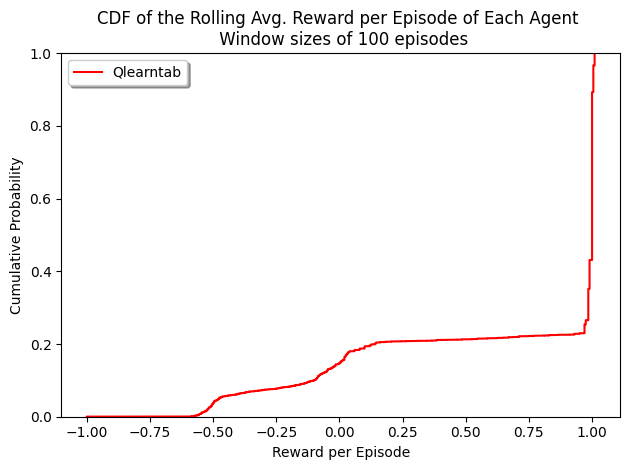 CDF of the Rolling Avg. Reward per Episode of Each Agent
Window sizes of 100 episodes
Qlearntab
1.0
0.8
0.6
0.4
0.2
0.0
Cumulative Probability
−1.00 −0.75 −0.50 −0.25 0.00 0.25 0.50 0.75 1.00
Reward per Episode